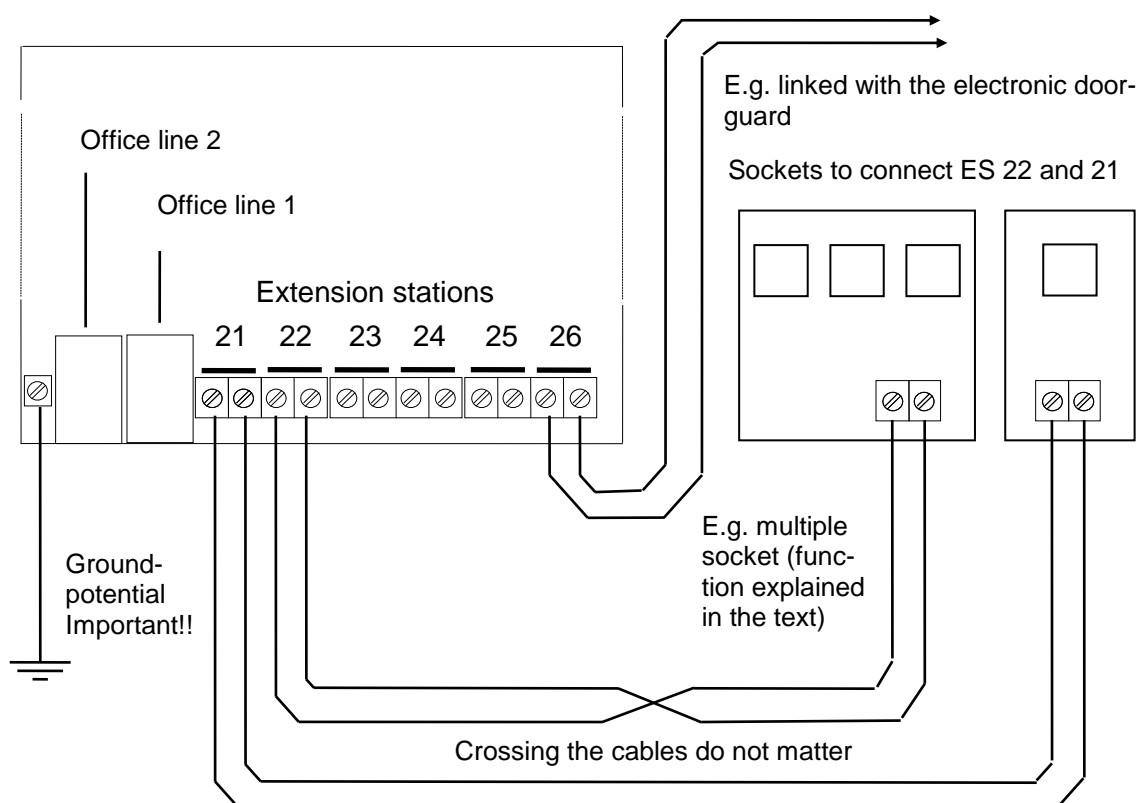 E.g. linked with the electronic door-
guard
Office line 2
Sockets to connect ES 22 and 21
Office line 1
Extension stations
21 22 23 24 25 26
E.g. multiple
socket (func-
tion explained
in the text)
Ground-
potential
Important!!
Crossing the cables do not matter